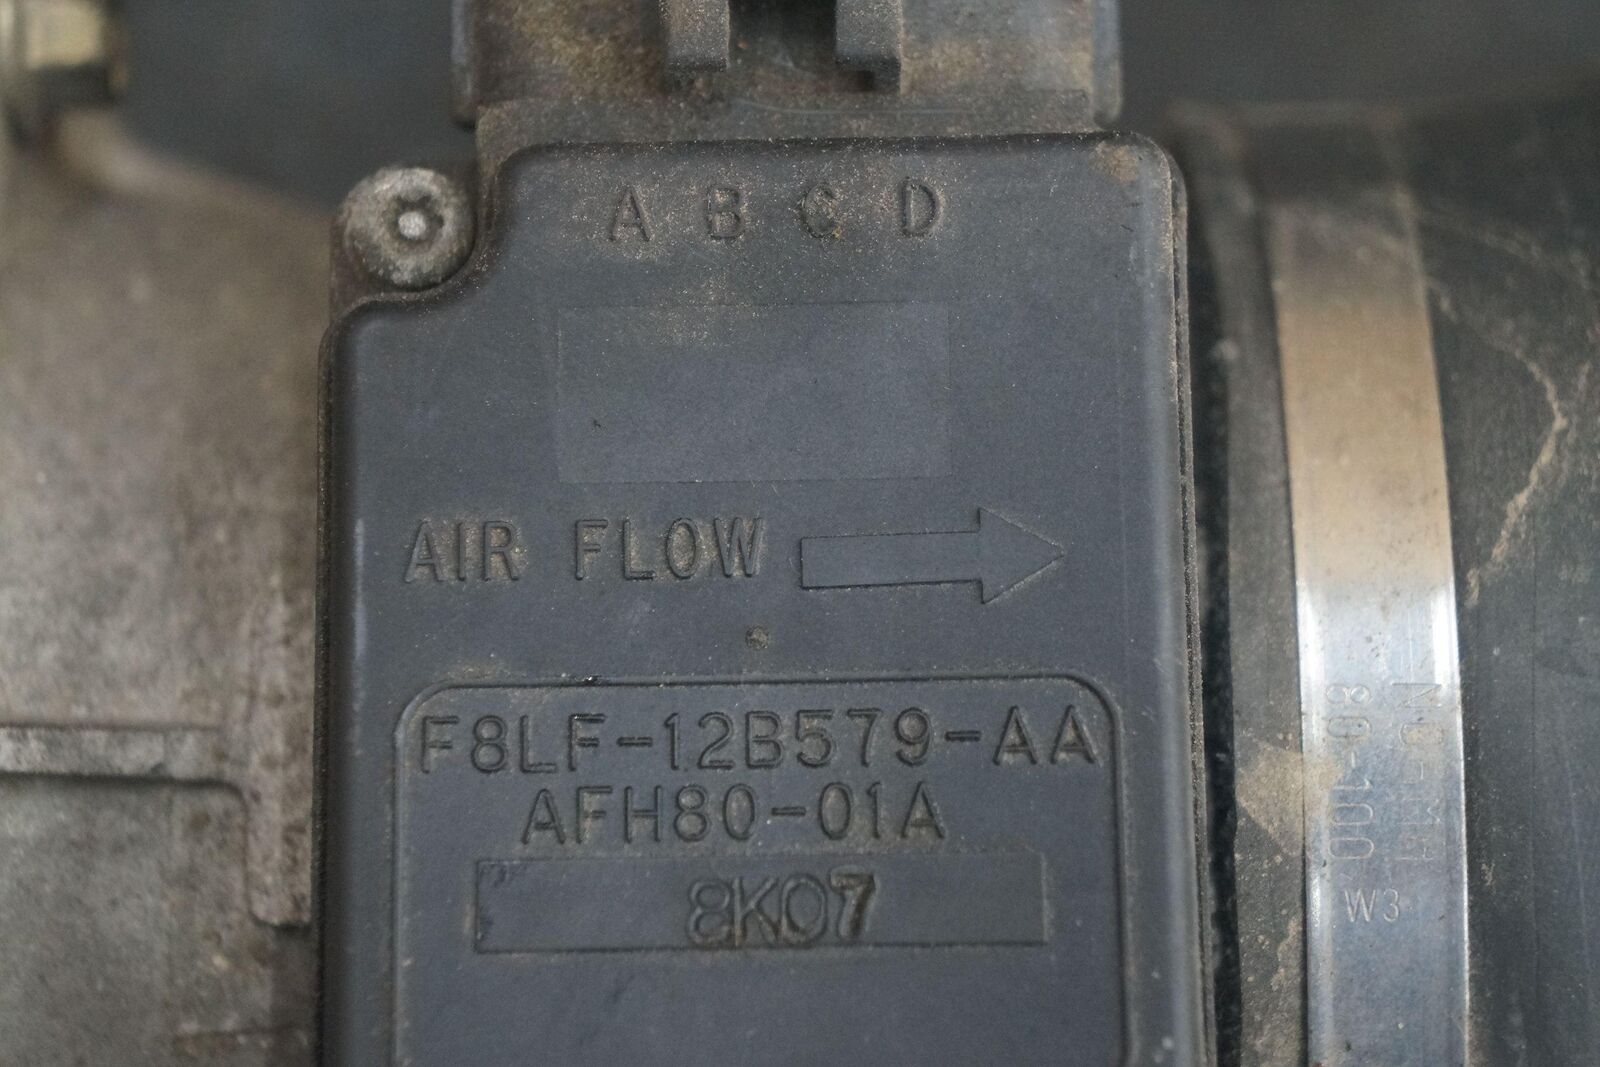 A B C D
AIR FLOW
F8LF-12B579-AA
AFH80-01A
8K07
80-100
W3